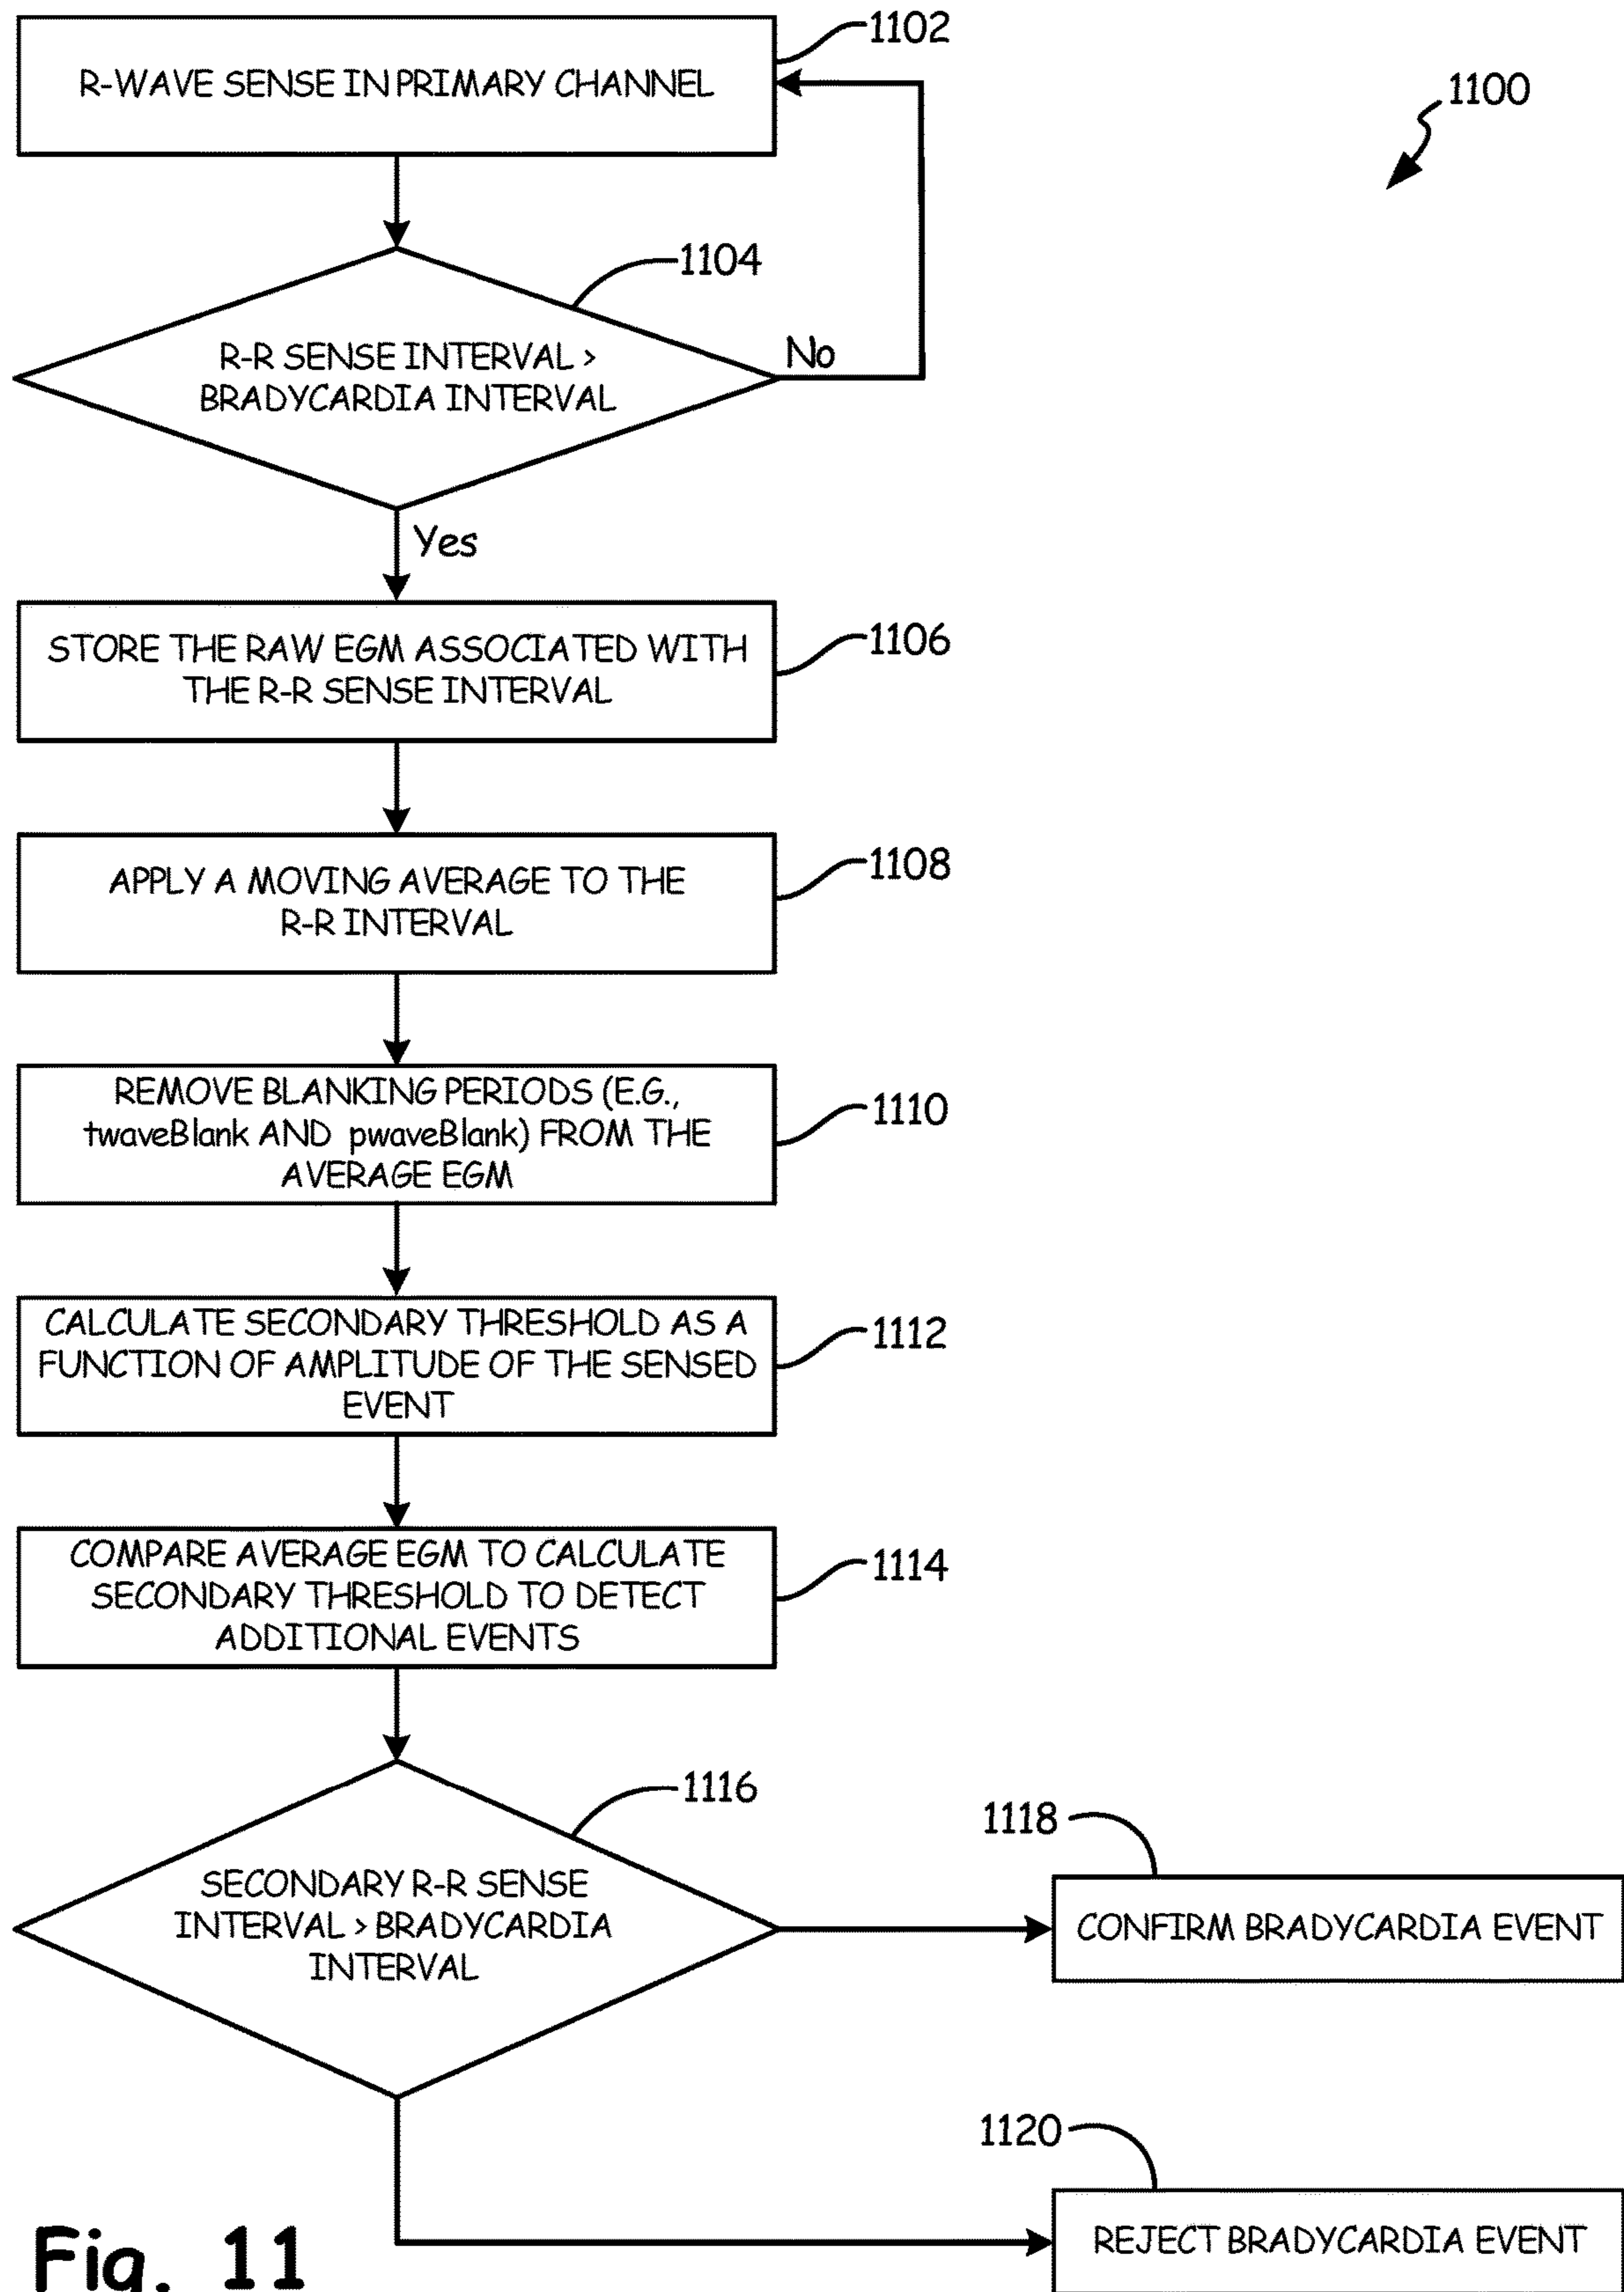 1102
R-WAVE SENSE IN PRIMARY CHANNEL
1100
1104
R-R SENSE INTERVAL >
BRADYCARDIA INTERVAL
No
Yes
1106
STORE THE RAW EGM ASSOCIATED WITH
THE R-R SENSE INTERVAL
1108
APPLY A MOVING AVERAGE TO THE
R-R INTERVAL
1110
REMOVE BLANKING PERIODS (E.G.,
twaveBlank AND pwaveBlank) FROM THE
AVERAGE EGM
1112
CALCULATE SECONDARY THRESHOLD AS A
FUNCTION OF AMPLITUDE OF THE SENSED
EVENT
1114
COMPARE AVERAGE EGM TO CALCULATE
SECONDARY THRESHOLD TO DETECT
ADDITIONAL EVENTS
1116
SECONDARY R-R SENSE
INTERVAL > BRADYCARDIA
INTERVAL
1118
CONFIRM BRADYCARDIA EVENT
1120
REJECT BRADYCARDIA EVENT
Fig. 11